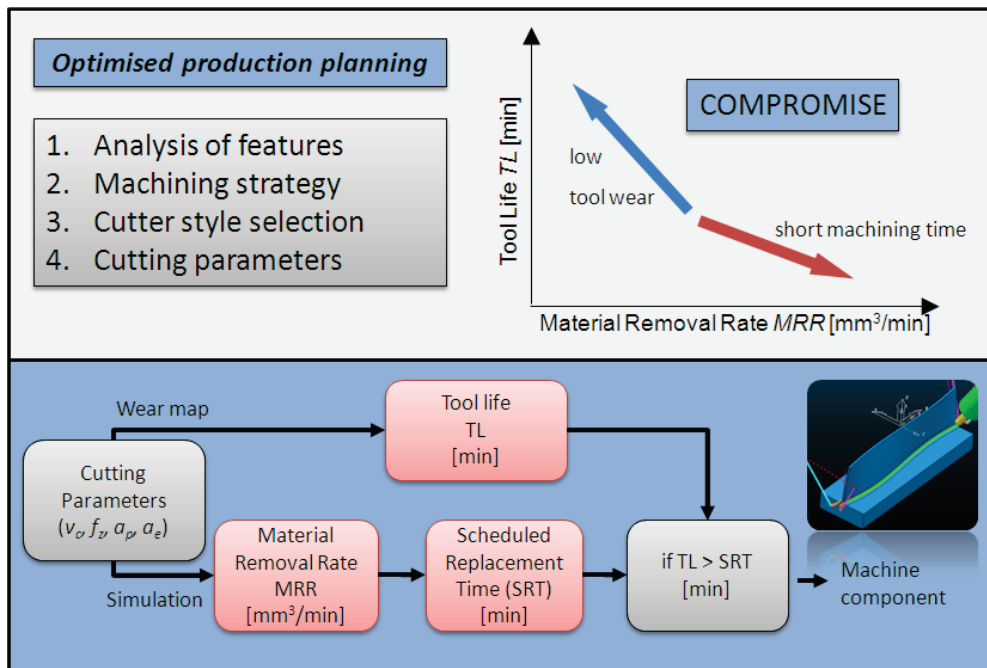 Optimised production planning
1. Analysis of features
2. Machining strategy
3. Cutter style selection
4. Cutting parameters
Tool Life TL [min]
COMPROMISE
low
tool wear
short machining time
Material Removal Rate MRR [mm³/min]
Wear map
Tool life
TL
[min]
Cutting
Parameters
(vc, fz, ap, ae)
Simulation
Material
Removal Rate
MRR
[mm³/min]
Scheduled
Replacement
Time (SRT)
[min]
if TL > SRT
[min]
Machine
component